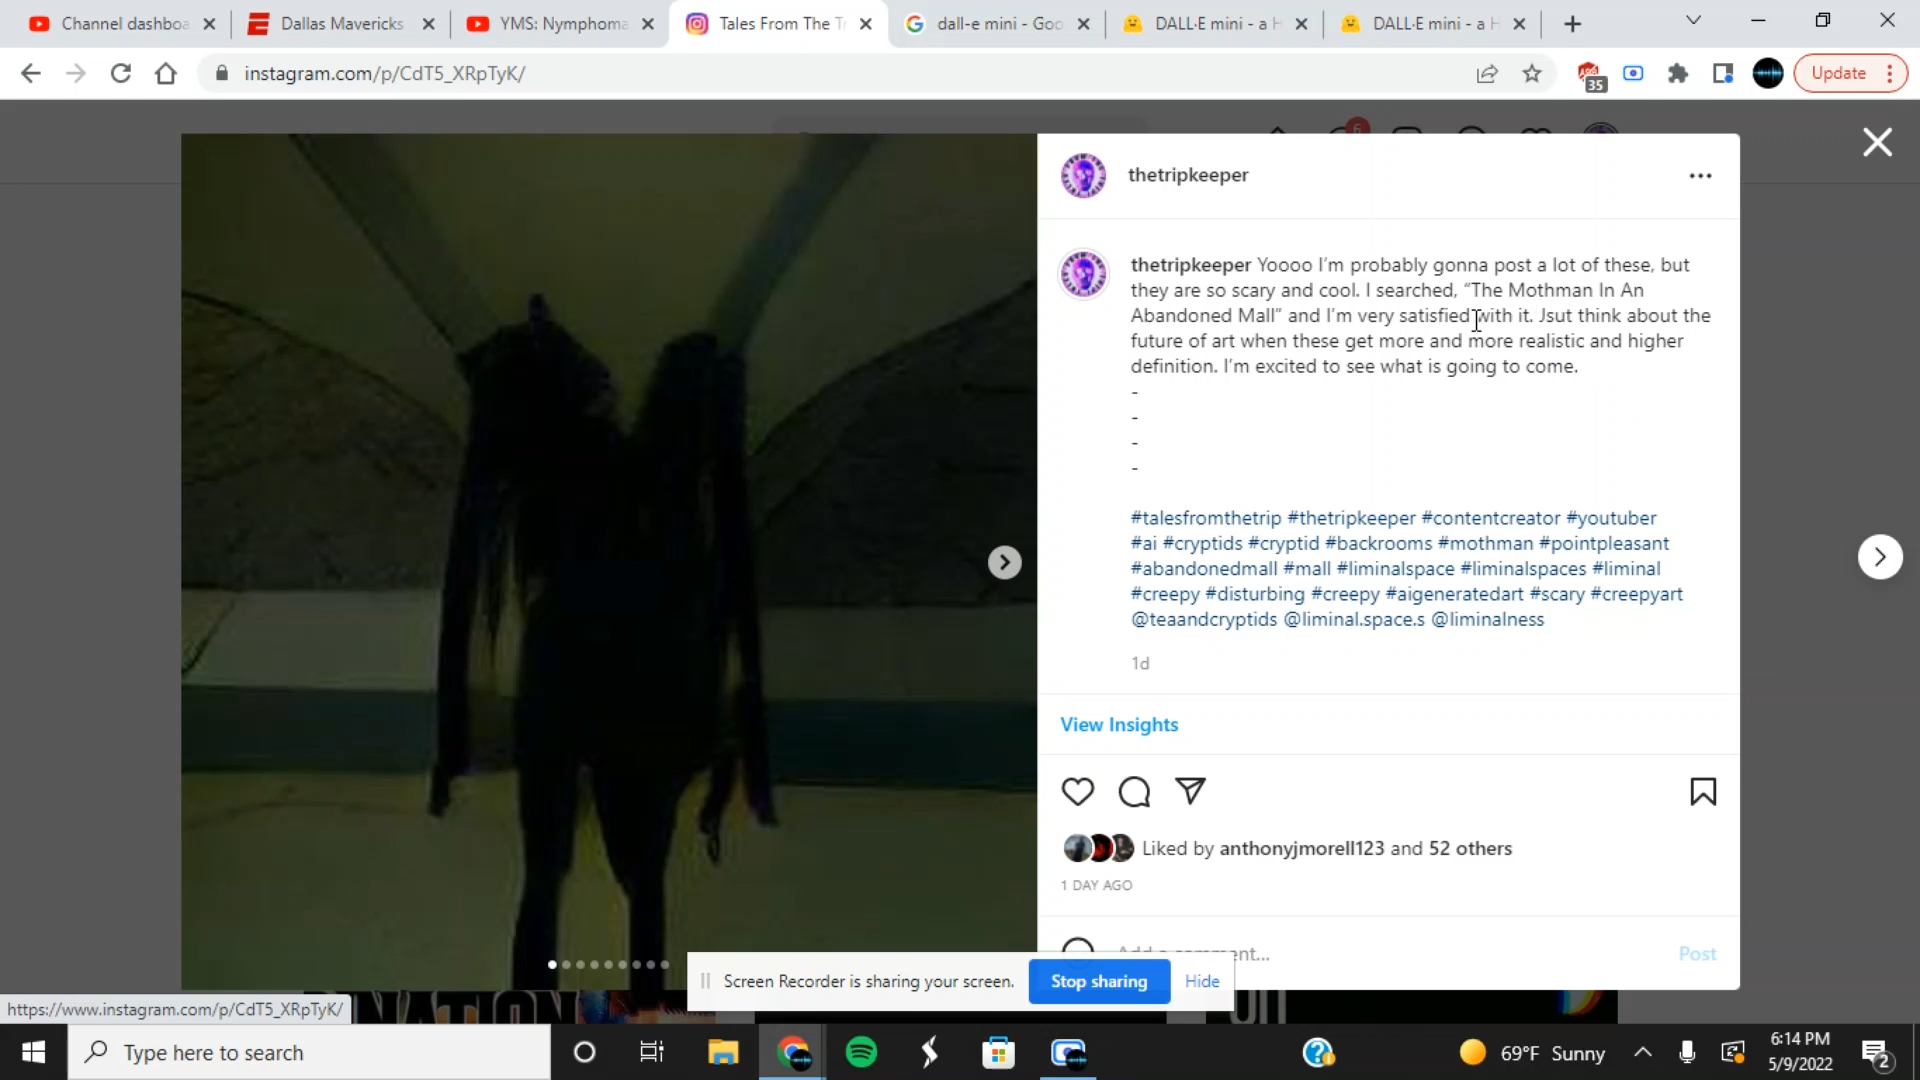 Channel dashboa
Dallas Mavericks
YMS: Nymphoma
Tales From The Tr
dall-e mini - Goo
DALL·E mini - a H
DALL·E mini - a H
instagram.com/p/CdT5_XRpTyK/
35
Update
6
thetripkeeper
thetripkeeper Yoooo I'm probably gonna post a lot of these, but
they are so scary and cool. I searched, “The Mothman In An
Abandoned Mall” and I'm very satisfied with it. Jsut think about the
future of art when these get more and more realistic and higher
definition. I'm excited to see what is going to come.
-
-
-
-
#talesfromthetrip #thetripkeeper #contentcreator #youtuber
#ai #cryptids #cryptid #backrooms #mothman #pointpleasant
#abandonedmall #mall #liminalspace #liminalspaces #liminal
#creepy #disturbing #creepy #aigeneratedart #scary #creepyart
@teaandcryptids @liminal.space.s @liminalness
1d
View Insights
Liked by anthonyjmorell123 and 52 others
1 DAY AGO
Post
Screen Recorder is sharing your screen.
Stop sharing
Hide
https://www.instagram.com/p/CdT5_XRpTyK/
Type here to search
69°F Sunny
6:14 PM
5/9/2022
2